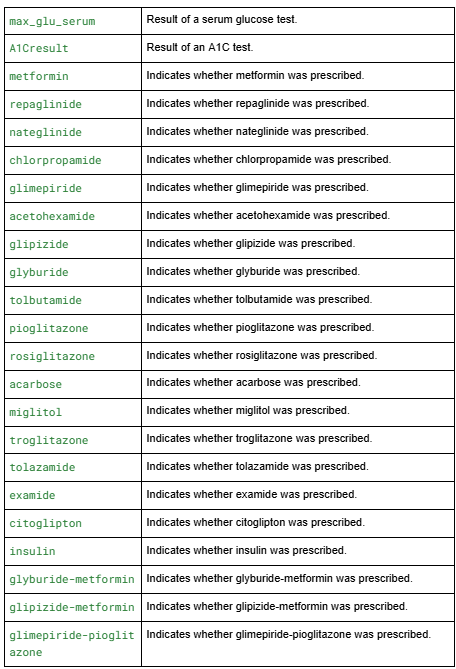 max_glu_serum Result of a serum glucose test.
A1Cresult Result of an A1C test.
metformin Indicates whether metformin was prescribed.
repaglinide Indicates whether repaglinide was prescribed.
nateglinide Indicates whether nateglinide was prescribed.
chlorpropamide Indicates whether chlorpropamide was prescribed.
glimepiride Indicates whether glimepiride was prescribed.
acetohexamide Indicates whether acetohexamide was prescribed.
glipizide Indicates whether glipizide was prescribed.
glyburide Indicates whether glyburide was prescribed.
tolbutamide Indicates whether tolbutamide was prescribed.
pioglitazone Indicates whether pioglitazone was prescribed.
rosiglitazone Indicates whether rosiglitazone was prescribed.
acarbose Indicates whether acarbose was prescribed.
miglitol Indicates whether miglitol was prescribed.
troglitazone Indicates whether troglitazone was prescribed.
tolazamide Indicates whether tolazamide was prescribed.
examide Indicates whether examide was prescribed.
citoglipton Indicates whether citoglipton was prescribed.
insulin Indicates whether insulin was prescribed.
glyburide-metformin Indicates whether glyburide-metformin was prescribed.
glipizide-metformin Indicates whether glipizide-metformin was prescribed.
glimepiride-pioglit Indicates whether glimepiride-pioglitazone was prescribed.
azone